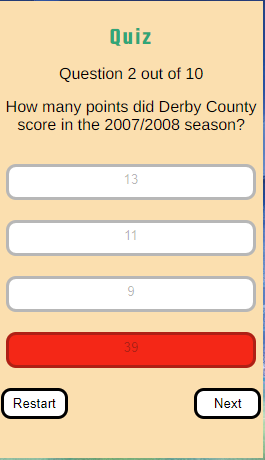 Quiz
Question 2 out of 10
How many points did Derby County
score in the 2007/2008 season?
13
11
9
39
Restart
Next